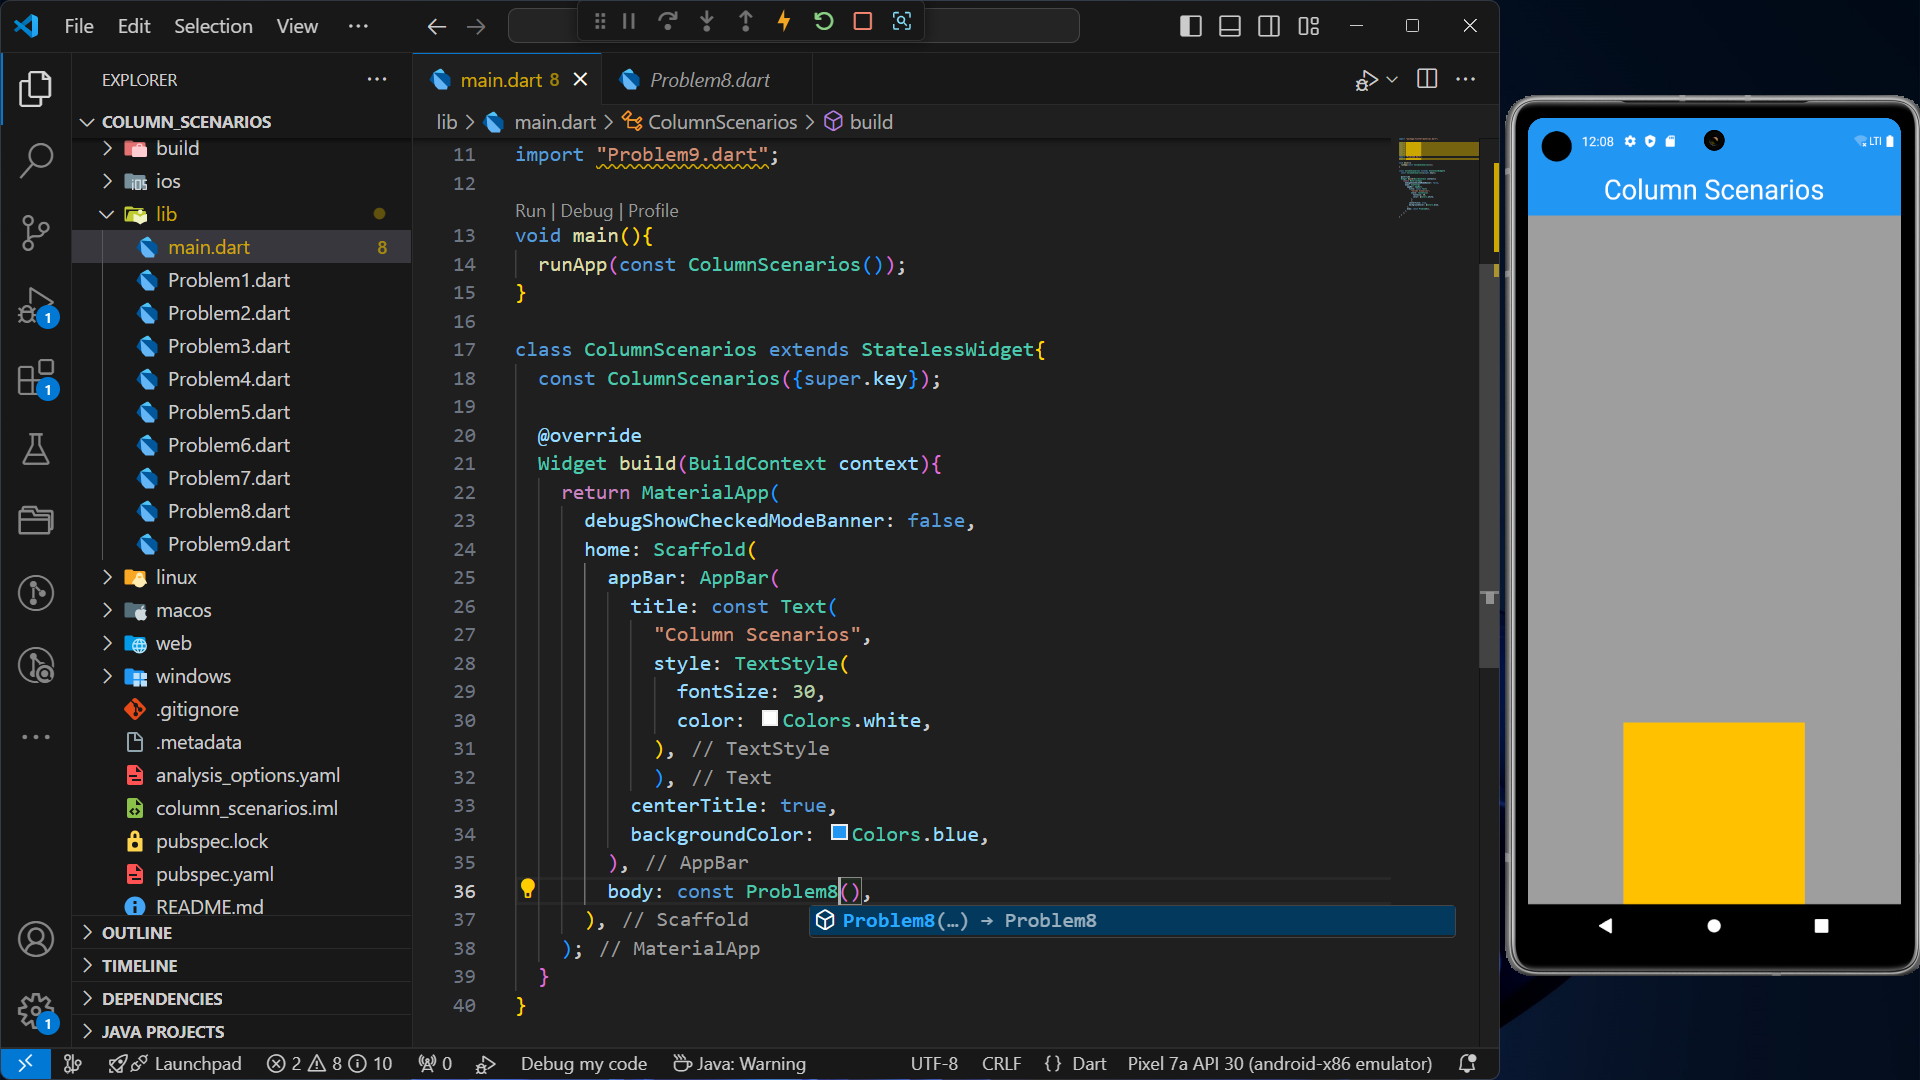 File Edit Selection View
EXPLORER
COLUMN_SCENARIOS
build
ios
lib
main.dart 8
Problem1.dart
Problem2.dart
Problem3.dart
Problem4.dart
Problem5.dart
Problem6.dart
Problem7.dart
Problem8.dart
Problem9.dart
linux
macos
web
windows
.gitignore
.metadata
analysis_options.yaml
column_scenarios.iml
pubspec.lock
pubspec.yaml
README.md
OUTLINE
TIMELINE
DEPENDENCIES
JAVA PROJECTS
1
1
1
main.dart 8 Problem8.dart
lib > main.dart > ColumnScenarios > build
11 import "Problem9.dart";
12
Run | Debug | Profile
13 void main(){
14 runApp(const ColumnScenarios());
15 }
16
17 class ColumnScenarios extends StatelessWidget{
18 const ColumnScenarios({super.key});
19
20 @override
21 Widget build(BuildContext context){
22 return MaterialApp(
23 debugShowCheckedModeBanner: false,
24 home: Scaffold(
25 appBar: AppBar(
26 title: const Text(
27 "Column Scenarios",
28 style: TextStyle(
29 fontSize: 30,
30 color: Colors.white,
31 ), // TextStyle
32 ), // Text
33 centerTitle: true,
34 backgroundColor: Colors.blue,
35 ), // AppBar
36 body: const Problem8(),
37 ), // Scaffold
Problem8(…) → Problem8
38 ); // MaterialApp
39 }
40 }
Launchpad 2 8 10 0 Debug my code Java: Warning UTF-8 CRLF {} Dart Pixel 7a API 30 (android-x86 emulator)
12:08 LTE
Column Scenarios